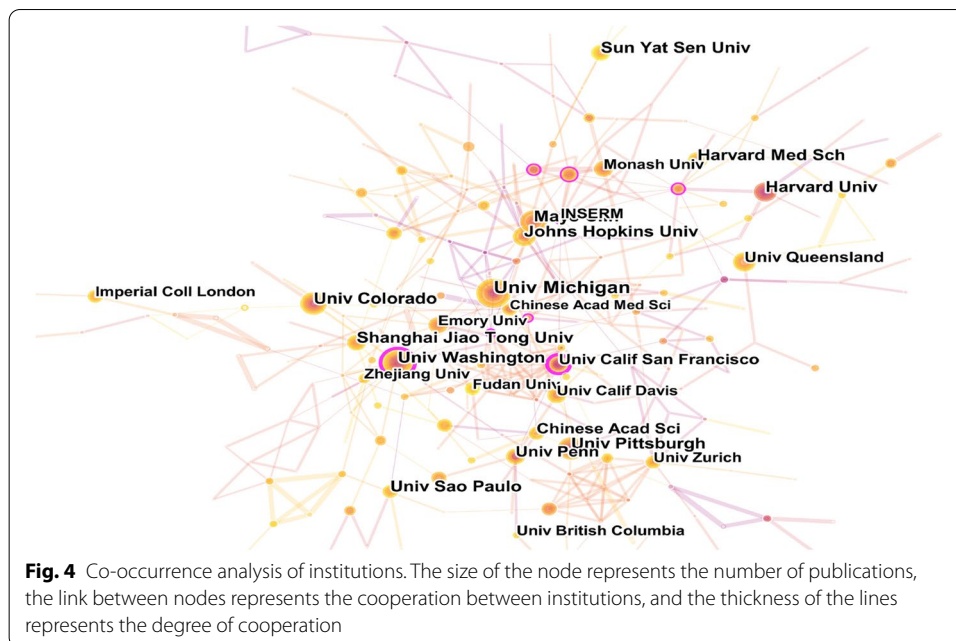 Sun Yat Sen Univ
Monash Univ
Harvard Med Sch
Harvard Univ
INSERM
Johns Hopkins Univ
Univ Queensland
Univ Michigan
Imperial Coll London
Univ Colorado
Chinese Acad Med Sci
Emory Univ
Shanghai Jiao Tong Univ
Univ Washington
Univ Calif San Francisco
Zhejiang Univ
Fudan Univ
Univ Calif Davis
Chinese Acad Sci
Univ Pittsburgh
Univ Penn
Univ Zurich
Univ Sao Paulo
Univ British Columbia
Fig. 4 Co-occurrence analysis of institutions. The size of the node represents the number of publications,
the link between nodes represents the cooperation between institutions, and the thickness of the lines
represents the degree of cooperation